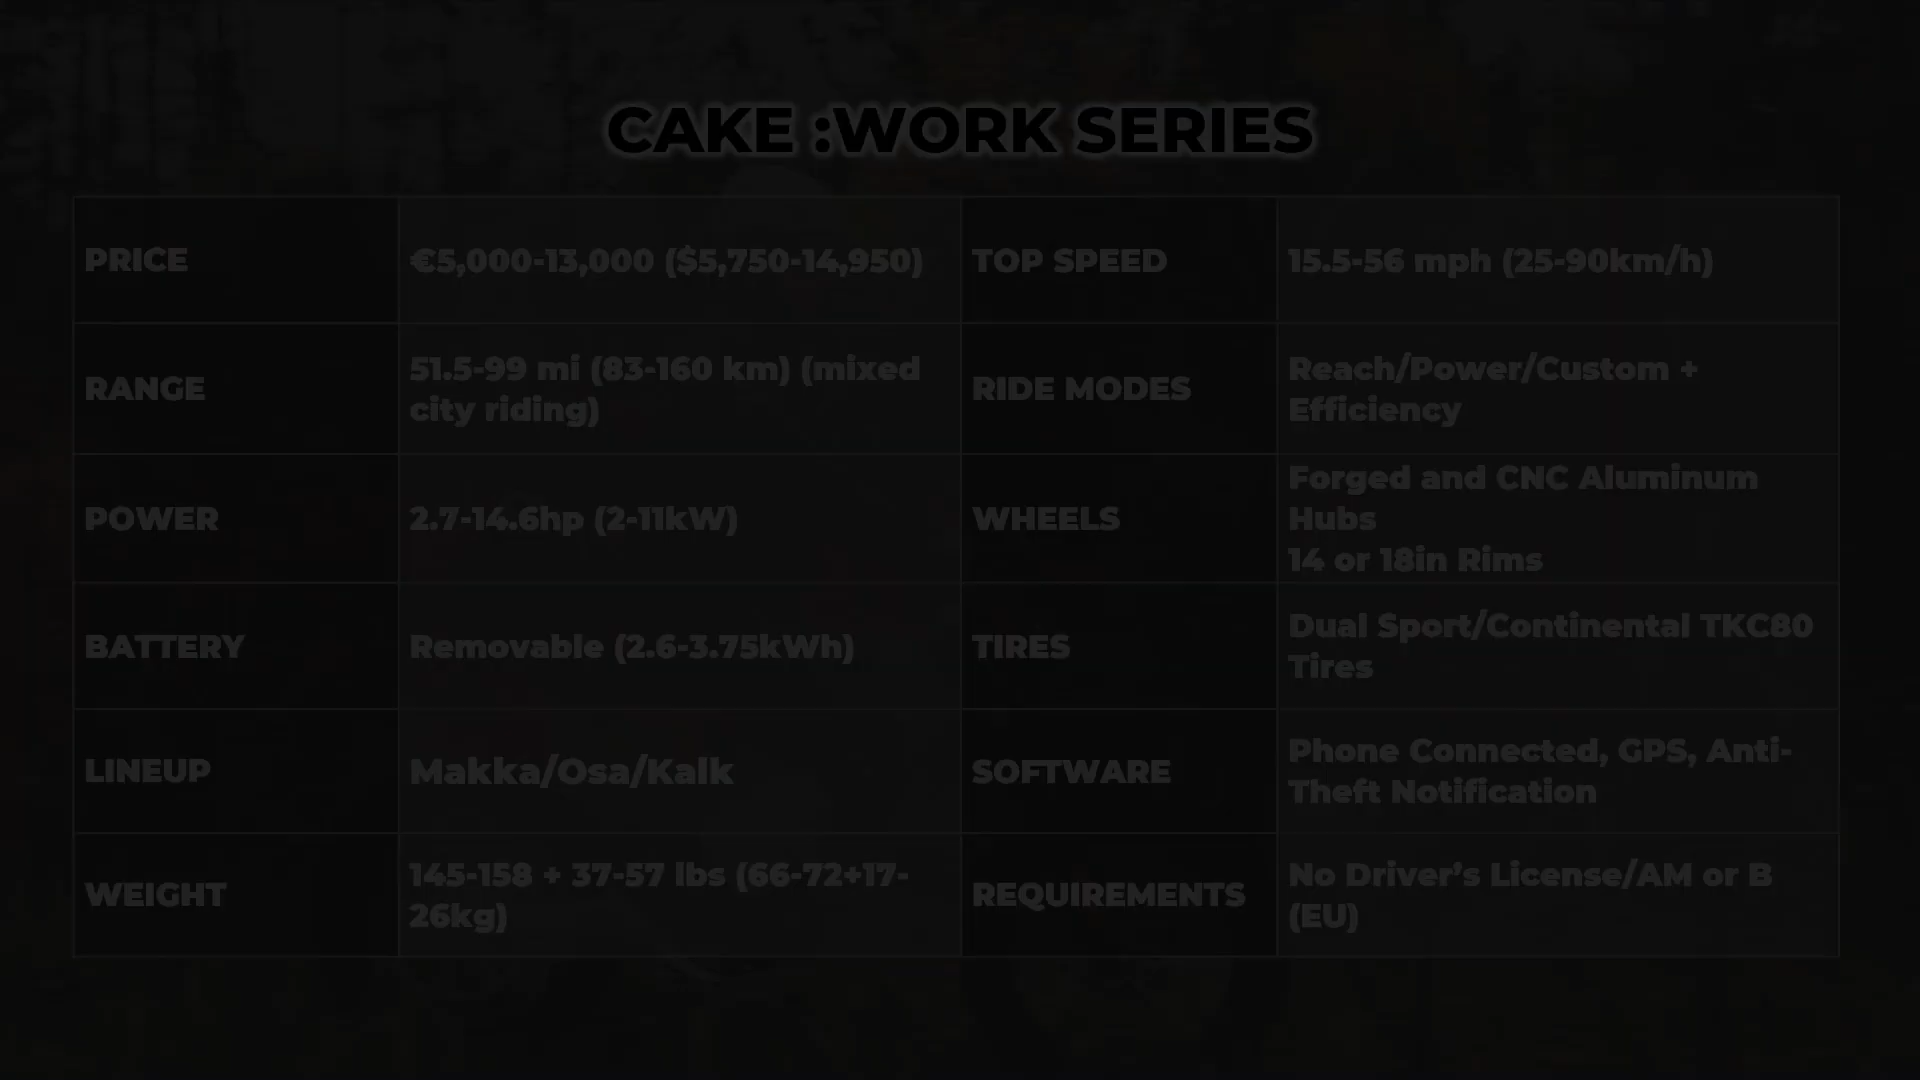 CAKE :WORK SERIES
PRICE
€5,000-13,000 ($5,750-14,950)
TOP SPEED
15.5-56 mph (25-90km/h)
RANGE
51.5-99 mi (83-160 km) (mixed
city riding)
RIDE MODES
Reach/Power/Custom +
Efficiency
POWER
2.7-14.6hp (2-11kW)
WHEELS
Forged and CNC Aluminum
Hubs
14 or 18in Rims
BATTERY
Removable (2.6-3.75kWh)
TIRES
Dual Sport/Continental TKC80
Tires
LINEUP
Makka/Osa/Kalk
SOFTWARE
Phone Connected, GPS, Anti-
Theft Notification
WEIGHT
145-158 + 37-57 lbs (66-72+17-
26kg)
REQUIREMENTS
No Driver’s License/AM or B
(EU)